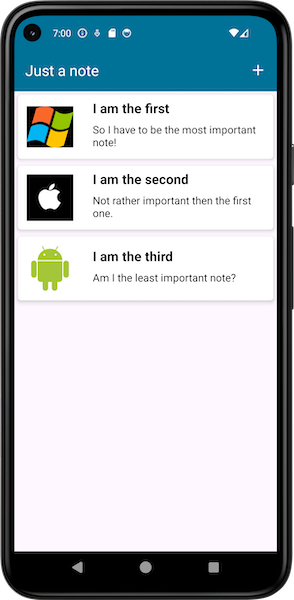 7:00
Just a note
+
I am the first
So I have to be the most important
note!
I am the second
Not rather important then the first
one.
I am the third
Am I the least important note?